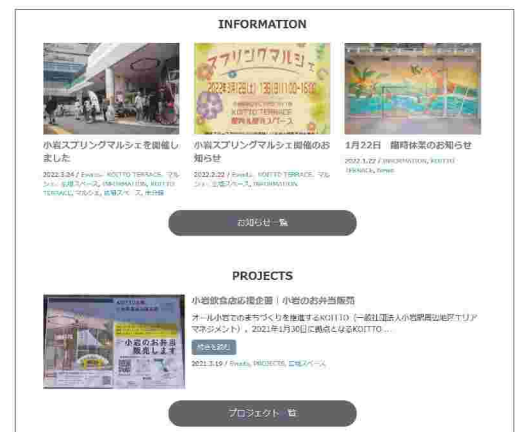 INFORMATION
スプリングマルシェ
KOITTO TERRACE
小岩スプリングマルシェを開催し
ました
2022.3.24 / Events, KOITTO TERRACE, マル
シェ, 広場スペース, INFORMATION, KOITTO
TERRACE, マルシェ, 広場スペース, 未分類
小岩スプリングマルシェ開催のお
知らせ
2022.2.22 / Events, KOITTO TERRACE, マル
シェ, 広場スペース, INFORMATION
1月22日 臨時休業のお知らせ
2022.1.22 / INFORMATION, KOITTO
TERRACE, News
お知らせ一覧
PROJECTS
小岩のお弁当
販売します
小岩飲食店応援企画｜小岩のお弁当販売
オール小岩でのまちづくりを推進するKOITTO（一般社団法人小岩駅周辺地区エリア
マネジメント）。2021年1月30日に拠点となるKOITTO ...
続きを読む
2021.3.19 / Events, PROJECTS, 広場スペース
プロジェクト一覧